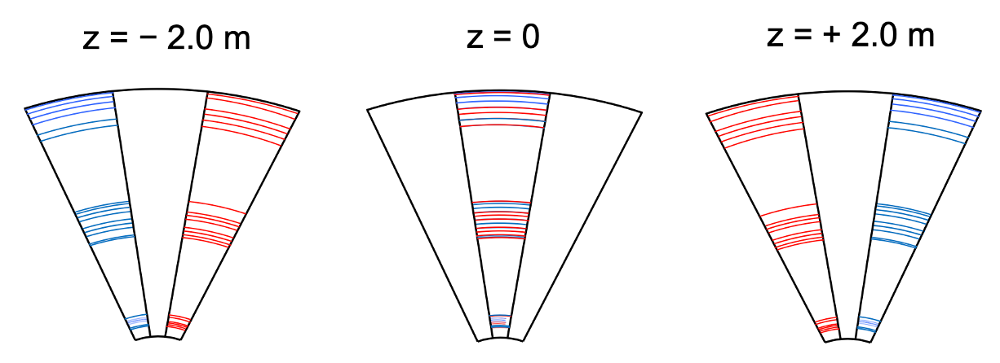 z = − 2.0 m
z = 0
z = + 2.0 m